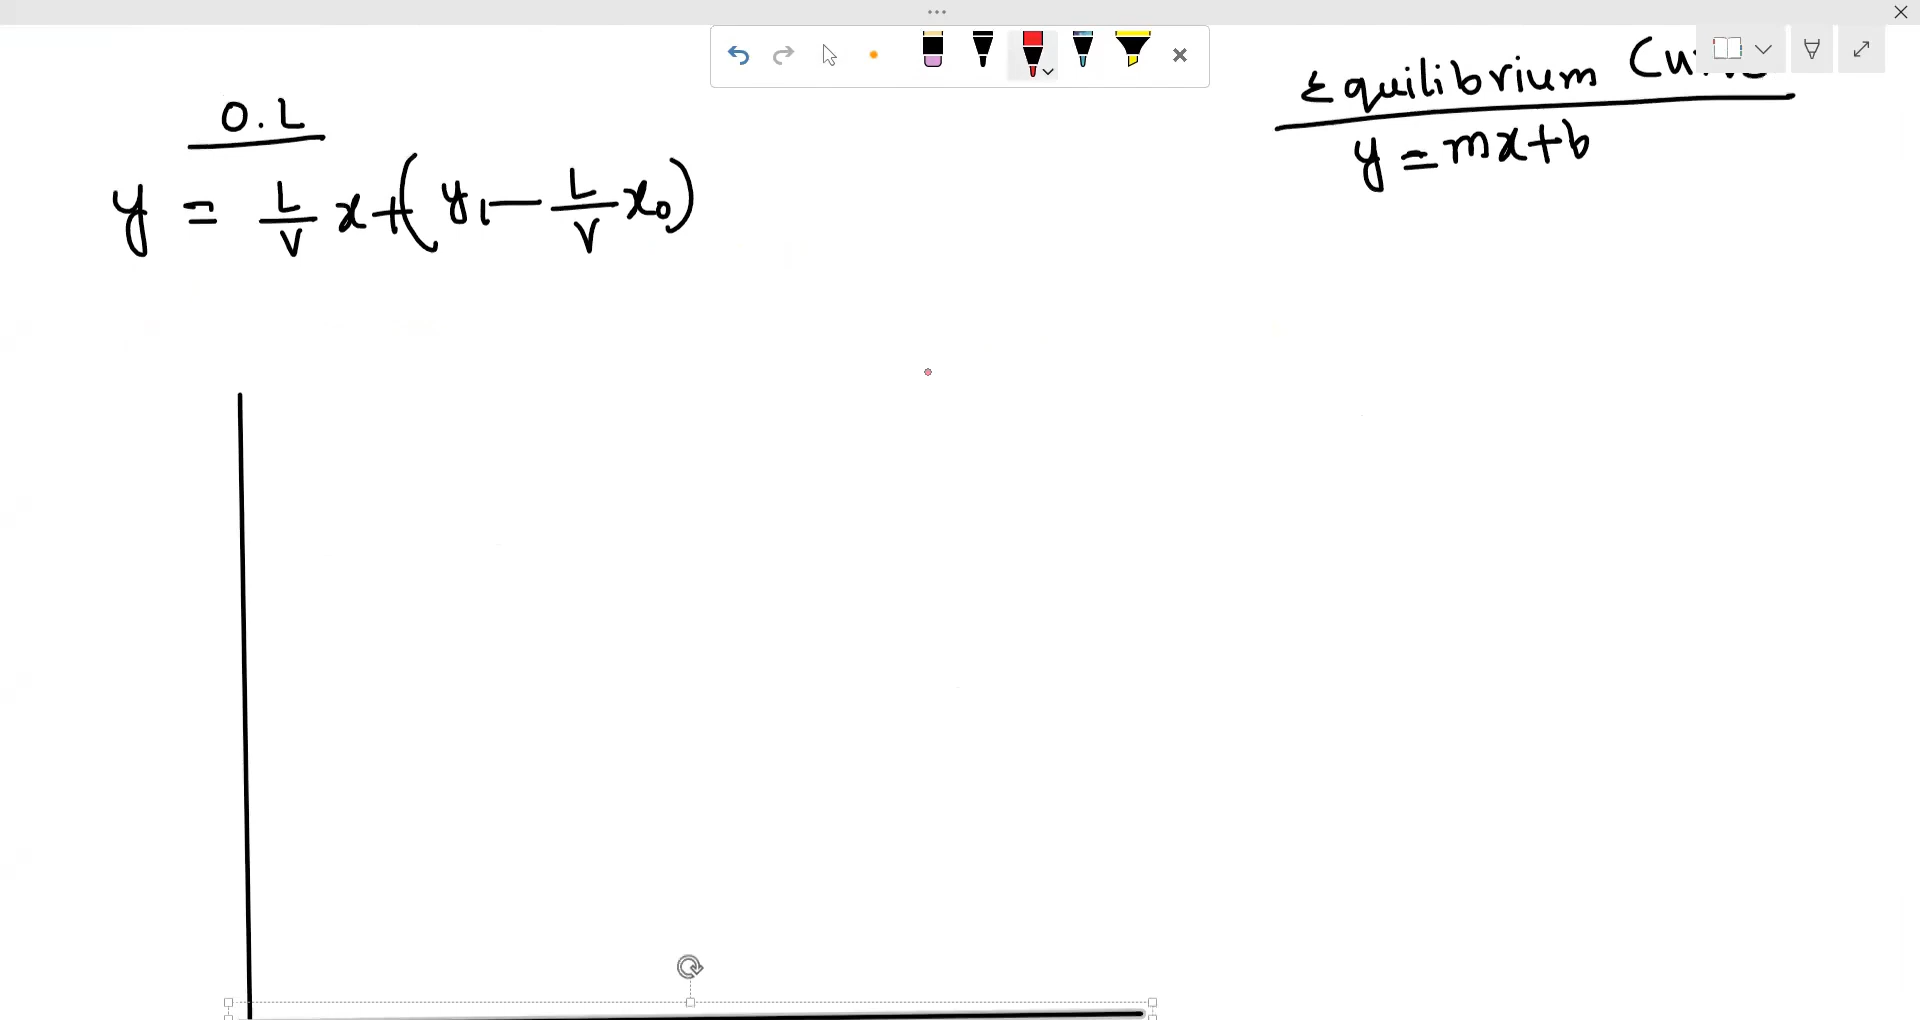 O.L
y = L/V x + (y₁ - L/V x₀)
Equilibrium
y = mx + b